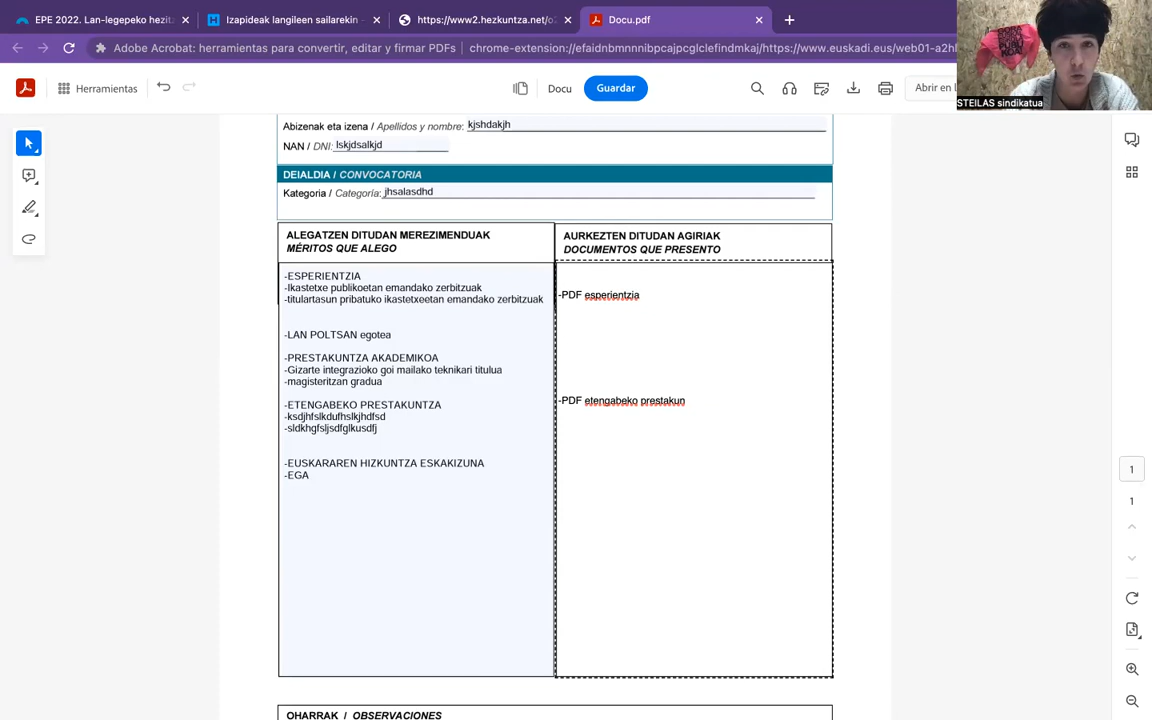 EPE 2022. Lan-legepeko hezit
Izapideak langileen sailarekin -
https://www2.hezkuntza.net/o2
Docu.pdf
Adobe Acrobat: herramientas para convertir, editar y firmar PDFs
chrome-extension://efaidnbmnnnibpcajpcglclefindmkaj/https://www.euskadi.eus/web01-a2hl
STEILAS sindikatua
Herramientas
Docu
Guardar
Abrir en l
Abizenak eta izena / Apellidos y nombre: kjshdakjh
NAN / DNI: lskjdsalkjd
DEIALDIA / CONVOCATORIA
Kategoria / Categoría: jhsalasdhd
ALEGATZEN DITUDAN MEREZIMENDUAK
MÉRITOS QUE ALEGO
AURKEZTEN DITUDAN AGIRIAK
DOCUMENTOS QUE PRESENTO
-ESPERIENTZIA
-Ikastetxe publikoetan emandako zerbitzuak
-titulartasun pribatuko ikastetxeetan emandako zerbitzuak
-LAN POLTSAN egotea
-PRESTAKUNTZA AKADEMIKOA
-Gizarte integrazioko goi mailako teknikari titulua
-magisteritzan gradua
-ETENGABEKO PRESTAKUNTZA
-ksdjhfslkdufhslkjhdfsd
-sldkhgfsljsdfglkusdfj
-EUSKARAREN HIZKUNTZA ESKAKIZUNA
-EGA
-PDF esperientzia
-PDF etengabeko prestakun
OHARRAK / OBSERVACIONES
1
1